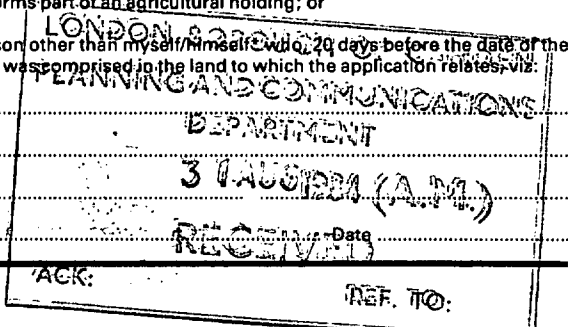 forms part of an agricultural holding; or
LONDON BOROUGH OF CAMDEN
son other than myself/himself who, 20 days before the date of the
was comprised in the land to which the application relates, viz:
PLANNING AND COMMUNICATIONS
DEPARTMENT
31 AUG 1984 (A.M.)
RECEIVED
Date
ACK:
REF. TO: